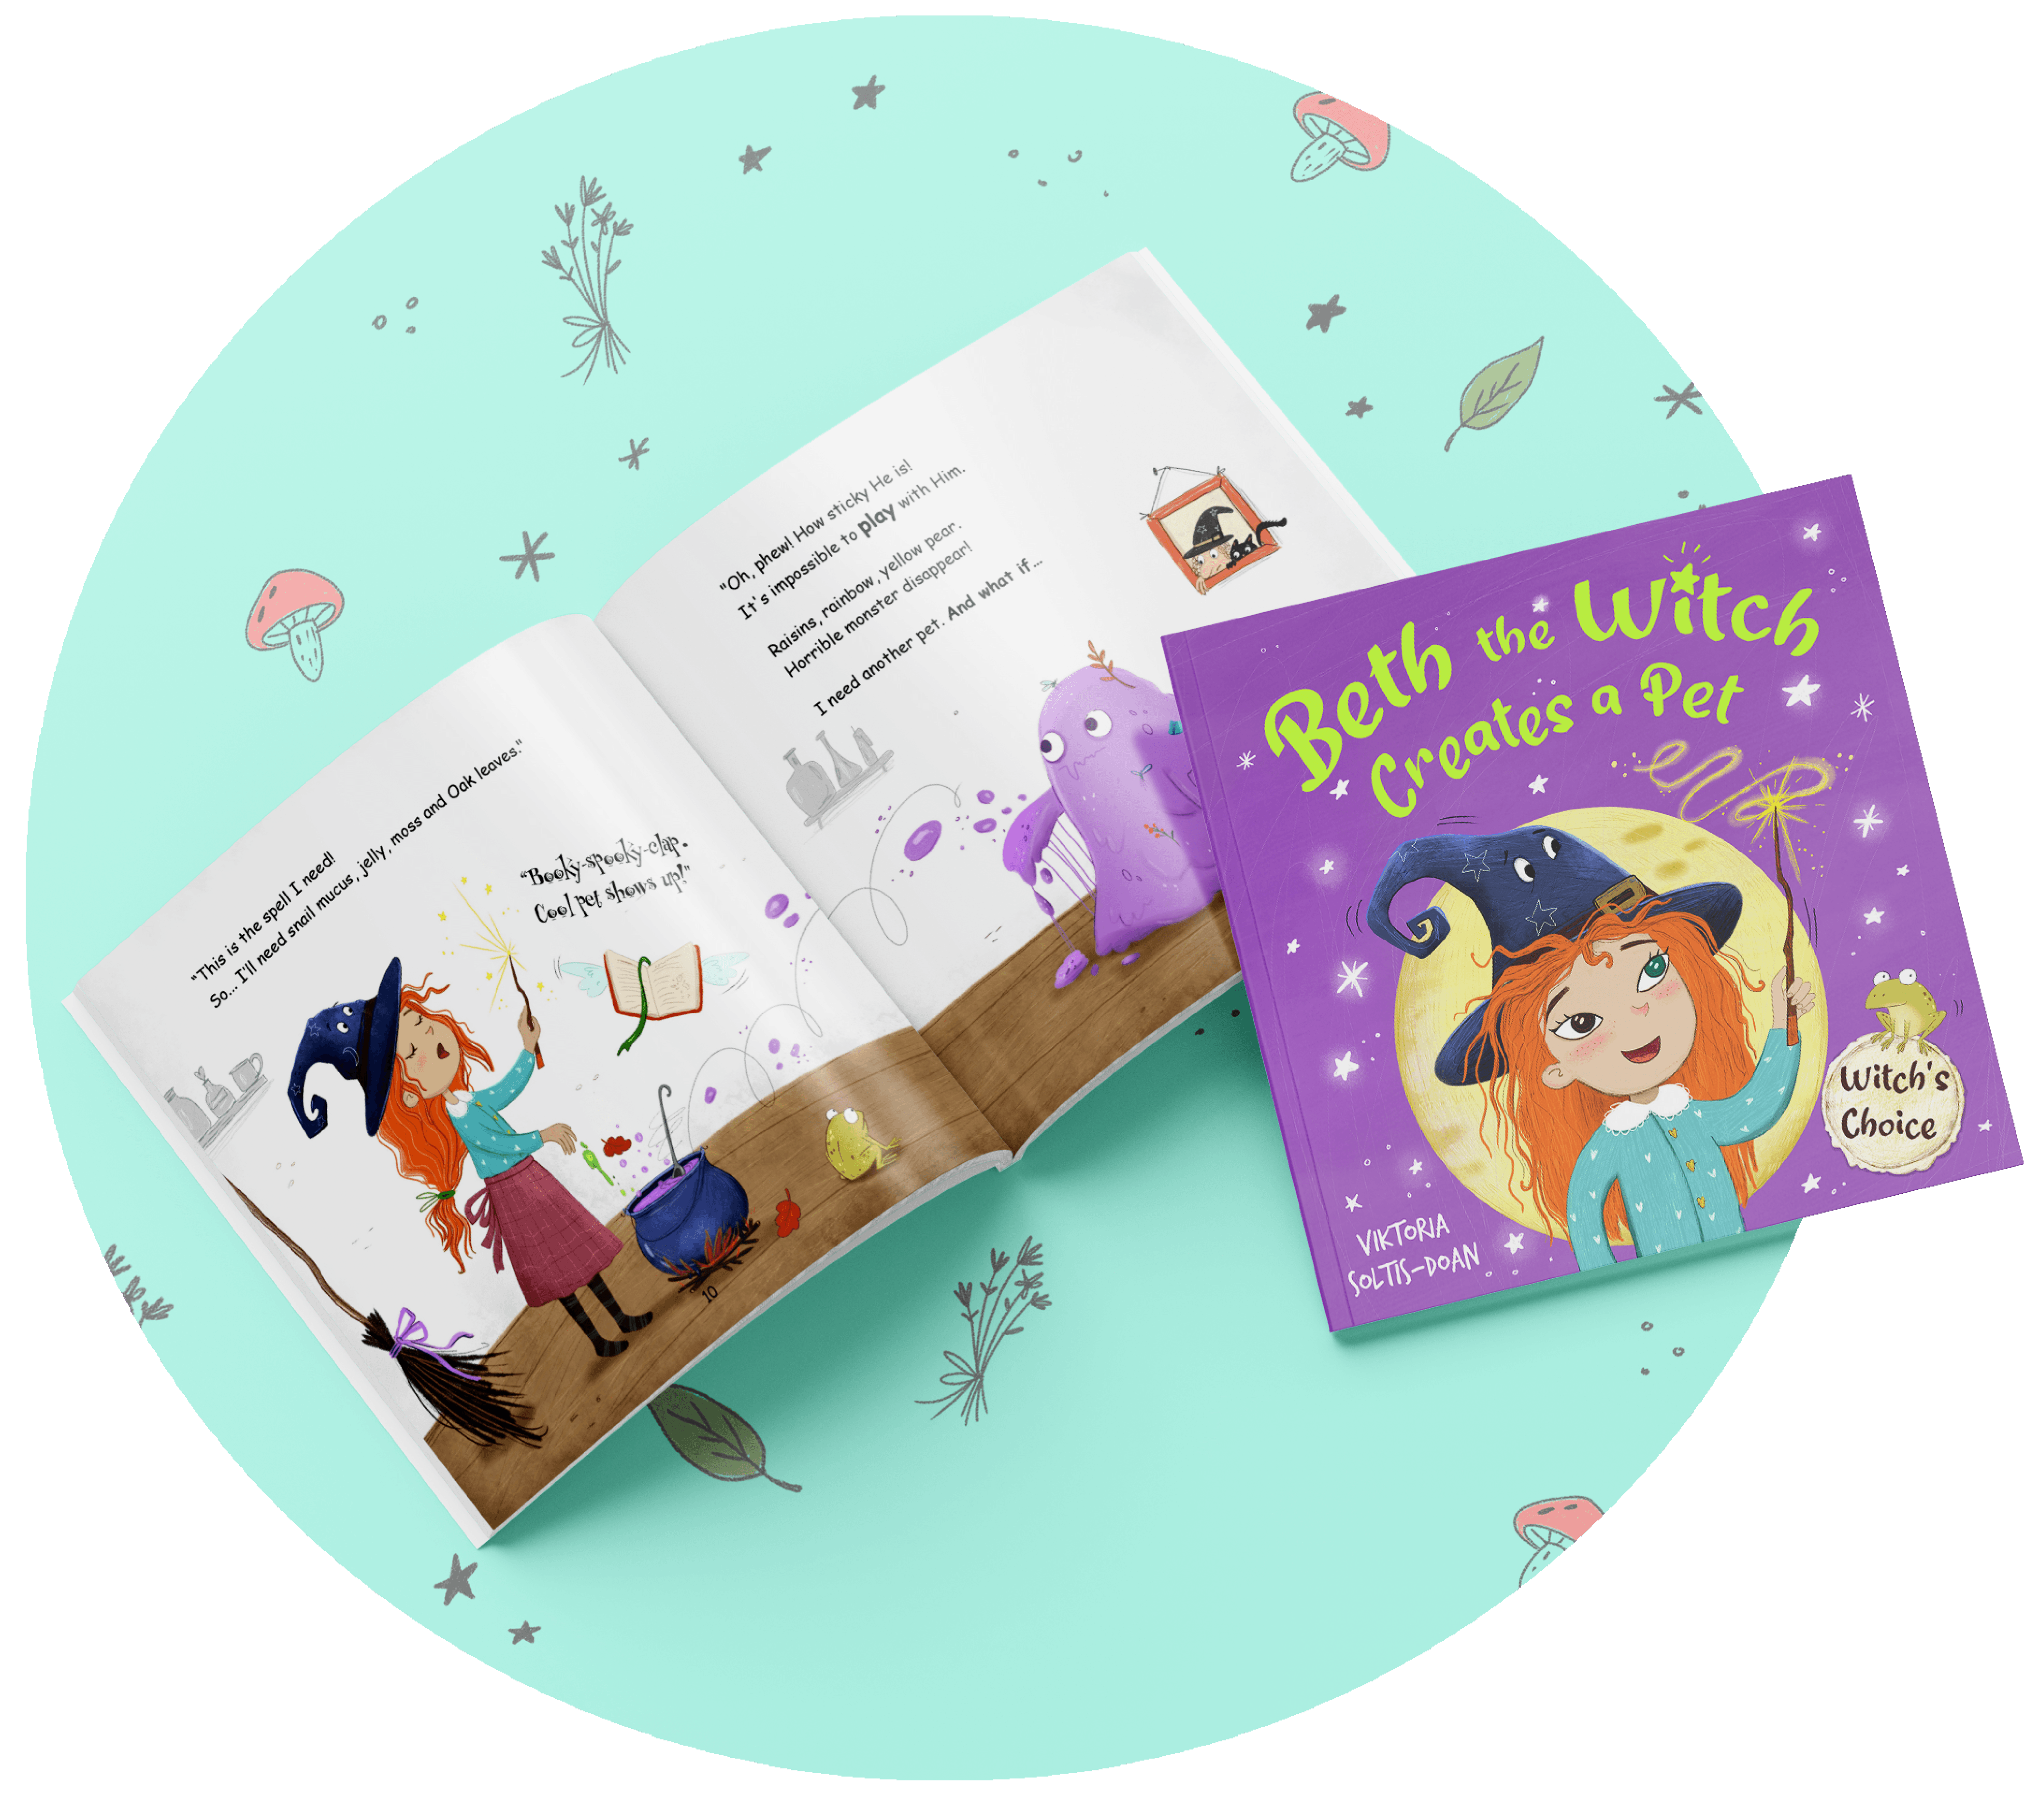 "This is the spell I need!
So... I'll need snail mucus, jelly, moss and Oak leaves."
"Booky-spooky-clap.
Cool pet shows up!"
10
"Oh, phew! How sticky He is!
It's impossible to play with Him.
Raisins, rainbow, yellow pear.
Horrible monster disappear!
I need another pet. And what if...
Beth the Witch
Creates a Pet
Witch's
Choice
VIKTORIA
SOLTIS-DOAN